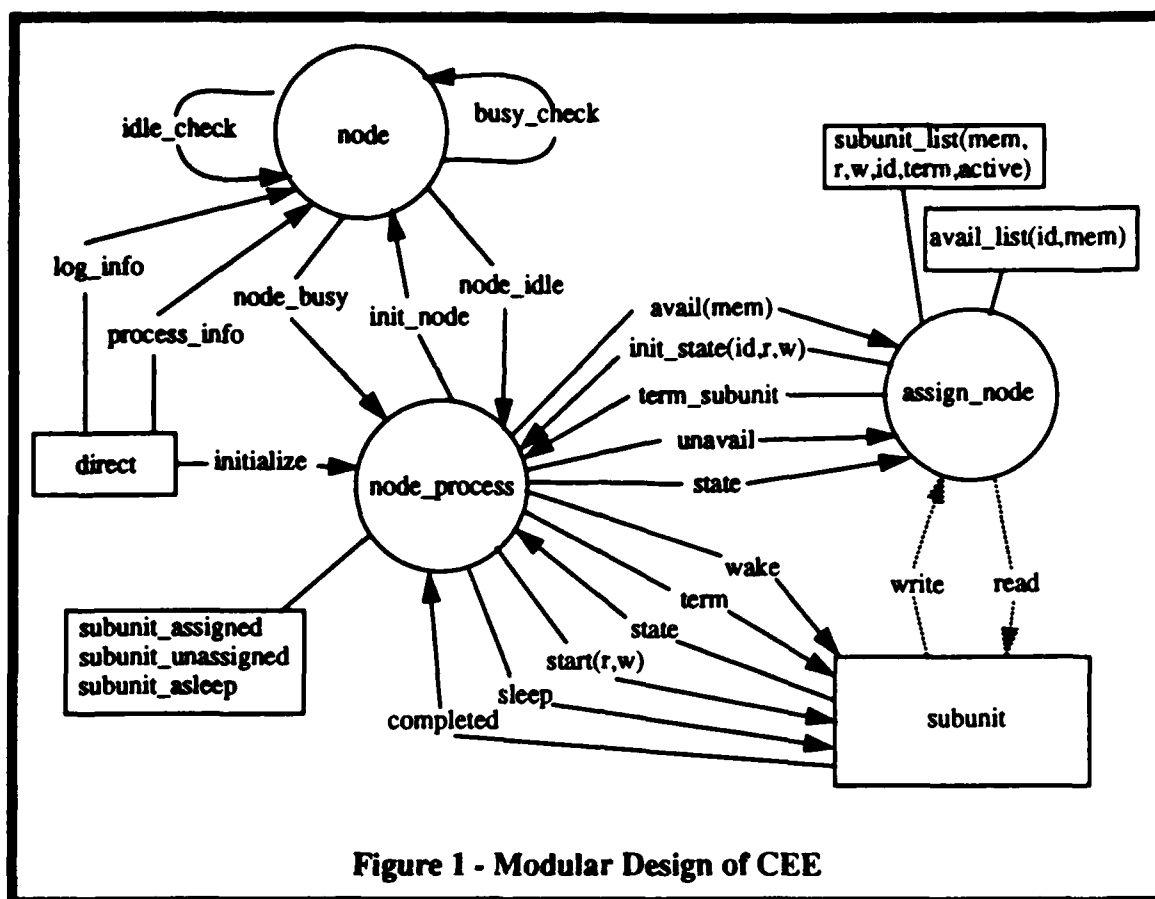 idle_check
node
busy_check
subunit_list(mem,
r,w,id,term,active)
avail_list(id,mem)
log_info
node_busy
node_idle
init_node
process_info
avail(mem)
init_state(id,r,w)
term_subunit
assign_node
unavail
direct
initialize
node_process
state
wake
write
read
term
subunit_assigned
subunit_unassigned
subunit_asleep
state
start(r,w)
sleep
completed
subunit
Figure 1 - Modular Design of CEE